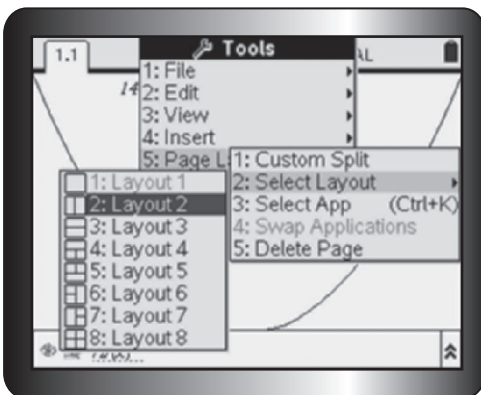 1.1
Tools
AL
14
1: File
2: Edit
3: View
4: Insert
5: Page L
1: Custom Split
2: Select Layout
3: Select App (Ctrl+K)
4: Swap Applications
5: Delete Page
1: Layout 1
2: Layout 2
3: Layout 3
4: Layout 4
5: Layout 5
6: Layout 6
7: Layout 7
8: Layout 8